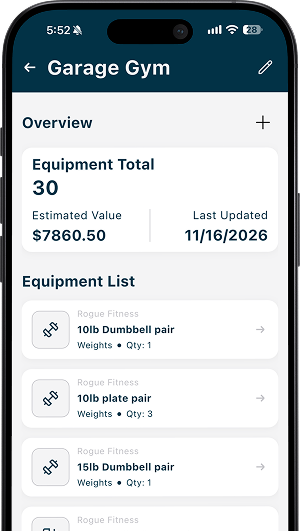 5:52
28
Garage Gym
Overview
Equipment Total
30
Estimated Value
Last Updated
$7860.50
11/16/2026
Equipment List
Rogue Fitness
10lb Dumbbell pair
Weights • Qty: 1
Rogue Fitness
10lb plate pair
Weights • Qty: 3
Rogue Fitness
15lb Dumbbell pair
Weights • Qty: 1
Rogue Fitness